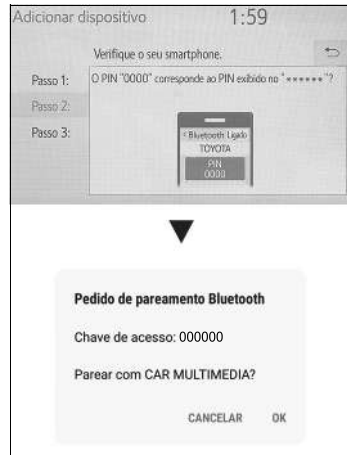 Adicionar dispositivo 1:59
Verifique o seu smartphone.
Passo 1: O PIN "0000" corresponde ao PIN exibido no "******"?
Passo 2:
Passo 3:
< Bluetooth Ligado
TOYOTA
PIN
0000
Pedido de pareamento Bluetooth
Chave de acesso: 000000
Parear com CAR MULTIMEDIA?
CANCELAR OK